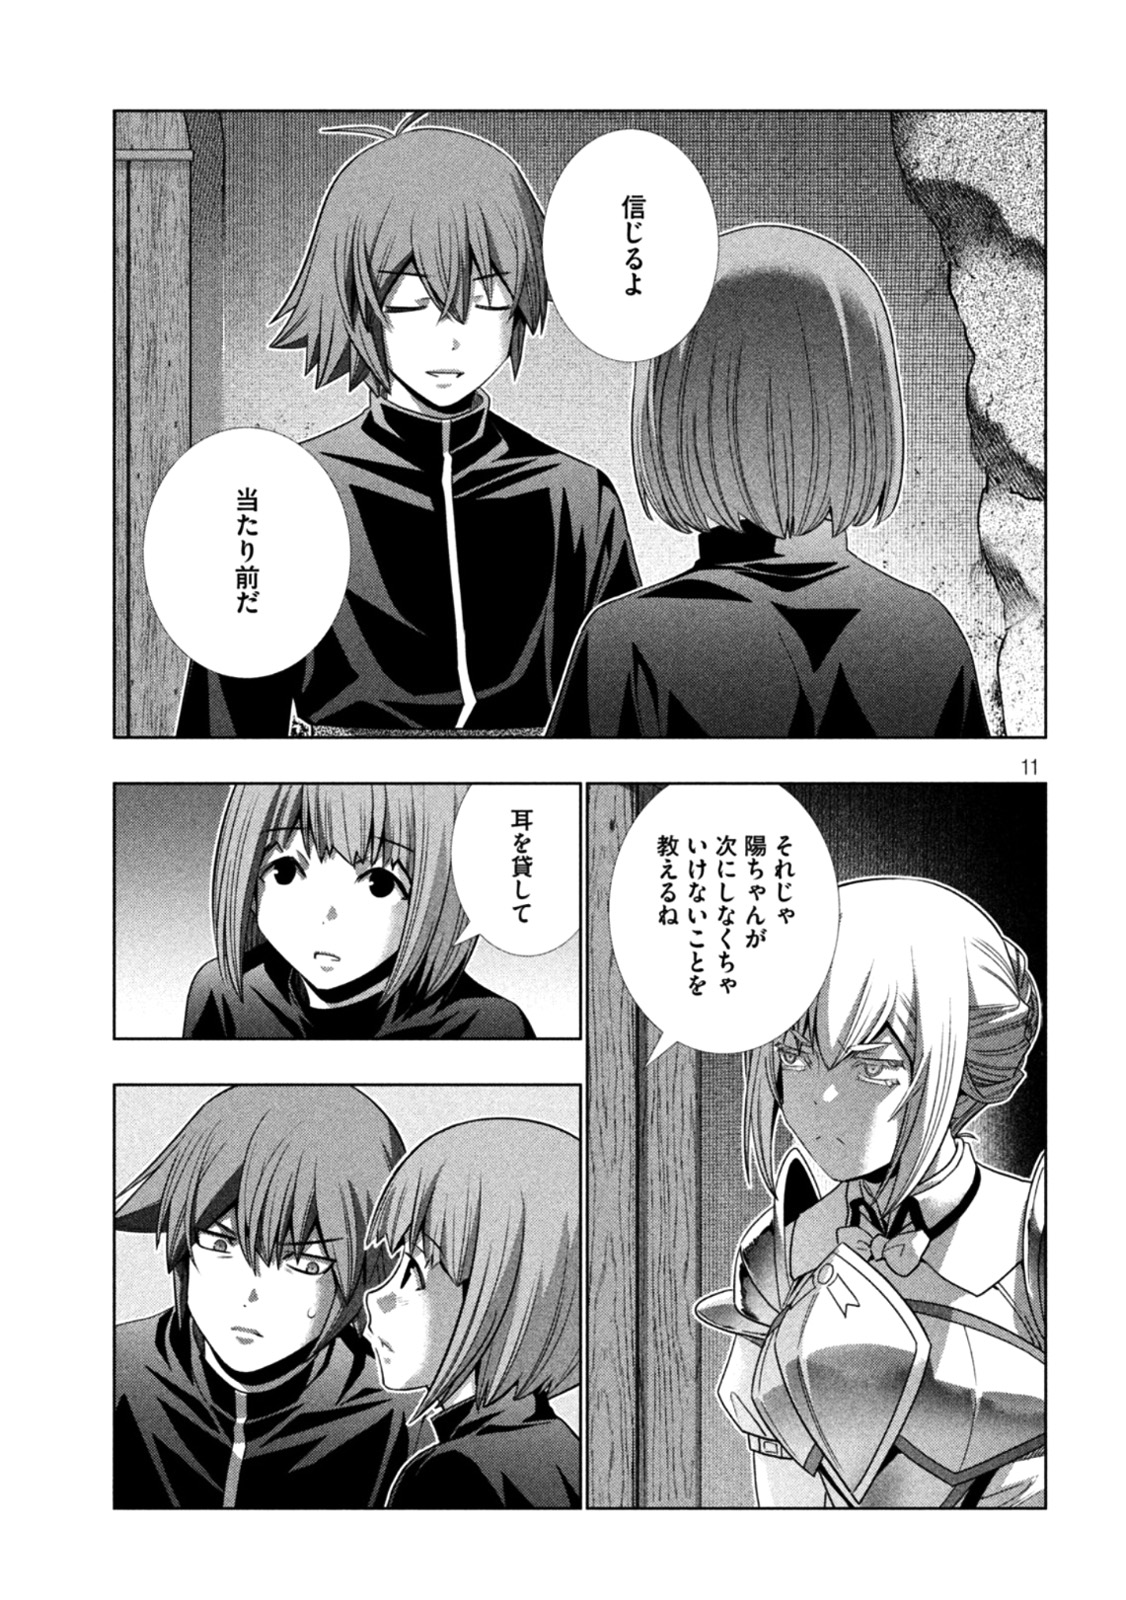 信じるよ
当たり前だ
11
それじゃ
陽ちゃんが
次にしなくちゃ
いけないことを
教えるね
耳を貸して